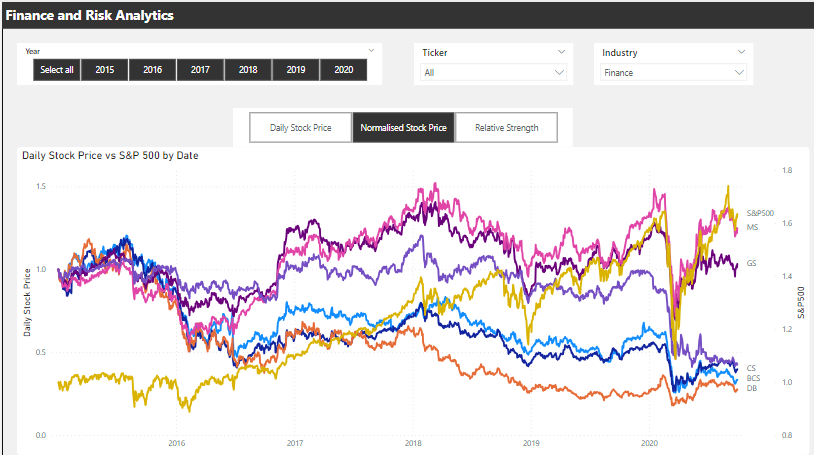 Finance and Risk Analytics
Year
Select all 2015 2016 2017 2018 2019 2020
Ticker
All
Industry
Finance
Daily Stock Price Normalised Stock Price Relative Strength
Daily Stock Price vs S&P 500 by Date
1.5
1.0
0.5
0.0
Daily Stock Price
1.8
1.6
1.4
1.2
1.0
0.8
S&P500
S&P500
MS
GS
CS
BCS
DB
2016 2017 2018 2019 2020